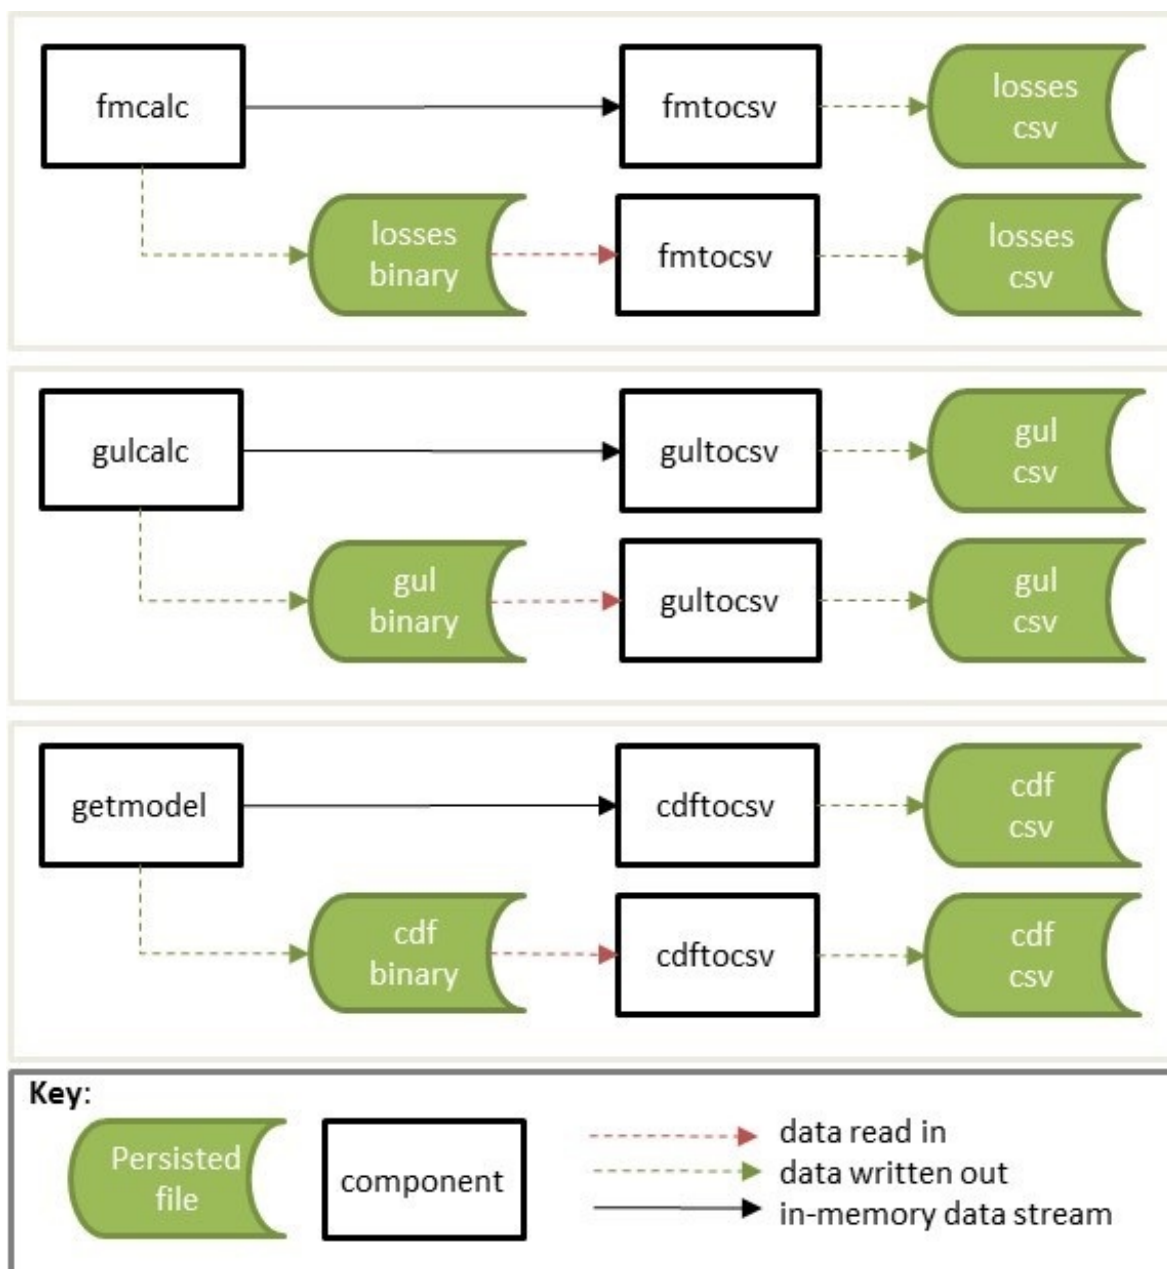 fmcalc
fmtocsv
losses
csv
losses
binary
fmtocsv
losses
csv
gulcalc
gultocsv
gul
csv
gul
binary
gultocsv
gul
csv
getmodel
cdftocsv
cdf
csv
cdf
binary
cdftocsv
cdf
csv
Key:
Persisted
file
component
data read in
data written out
in-memory data stream